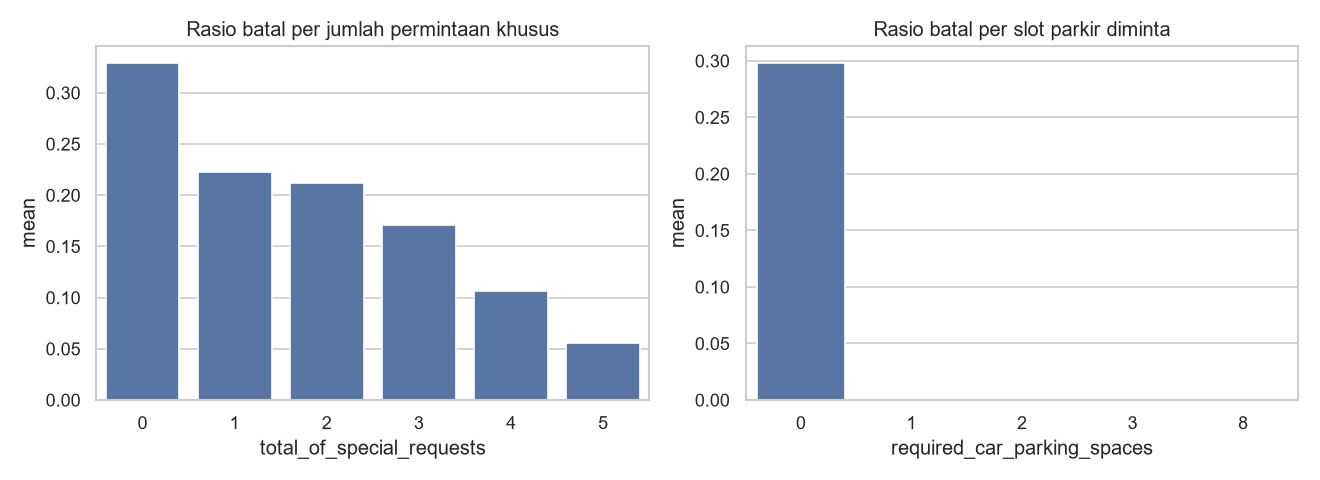 Rasio batal per jumlah permintaan khusus
mean
0.30
0.25
0.20
0.15
0.10
0.05
0.00
0 1 2 3 4 5
total_of_special_requests
Rasio batal per slot parkir diminta
mean
0.30
0.25
0.20
0.15
0.10
0.05
0.00
0 1 2 3 8
required_car_parking_spaces